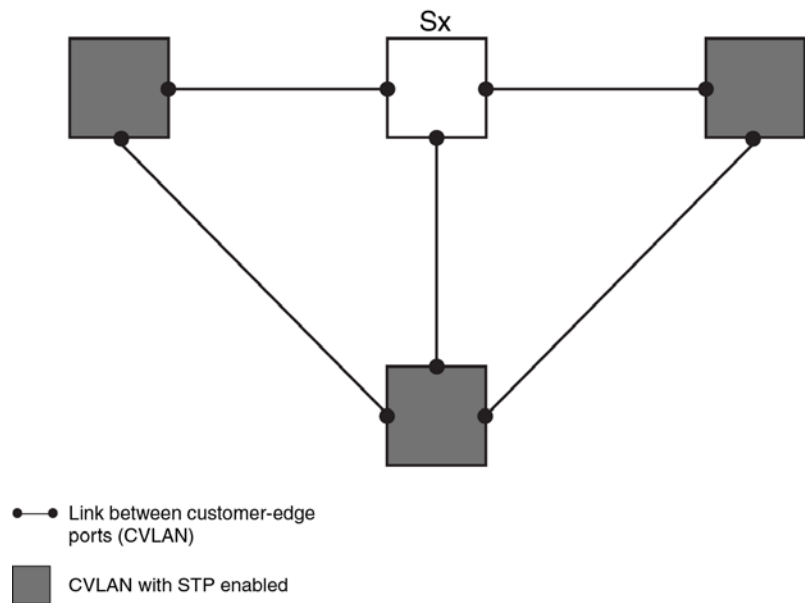 Sx
Link between customer-edge
ports (CVLAN)
CVLAN with STP enabled